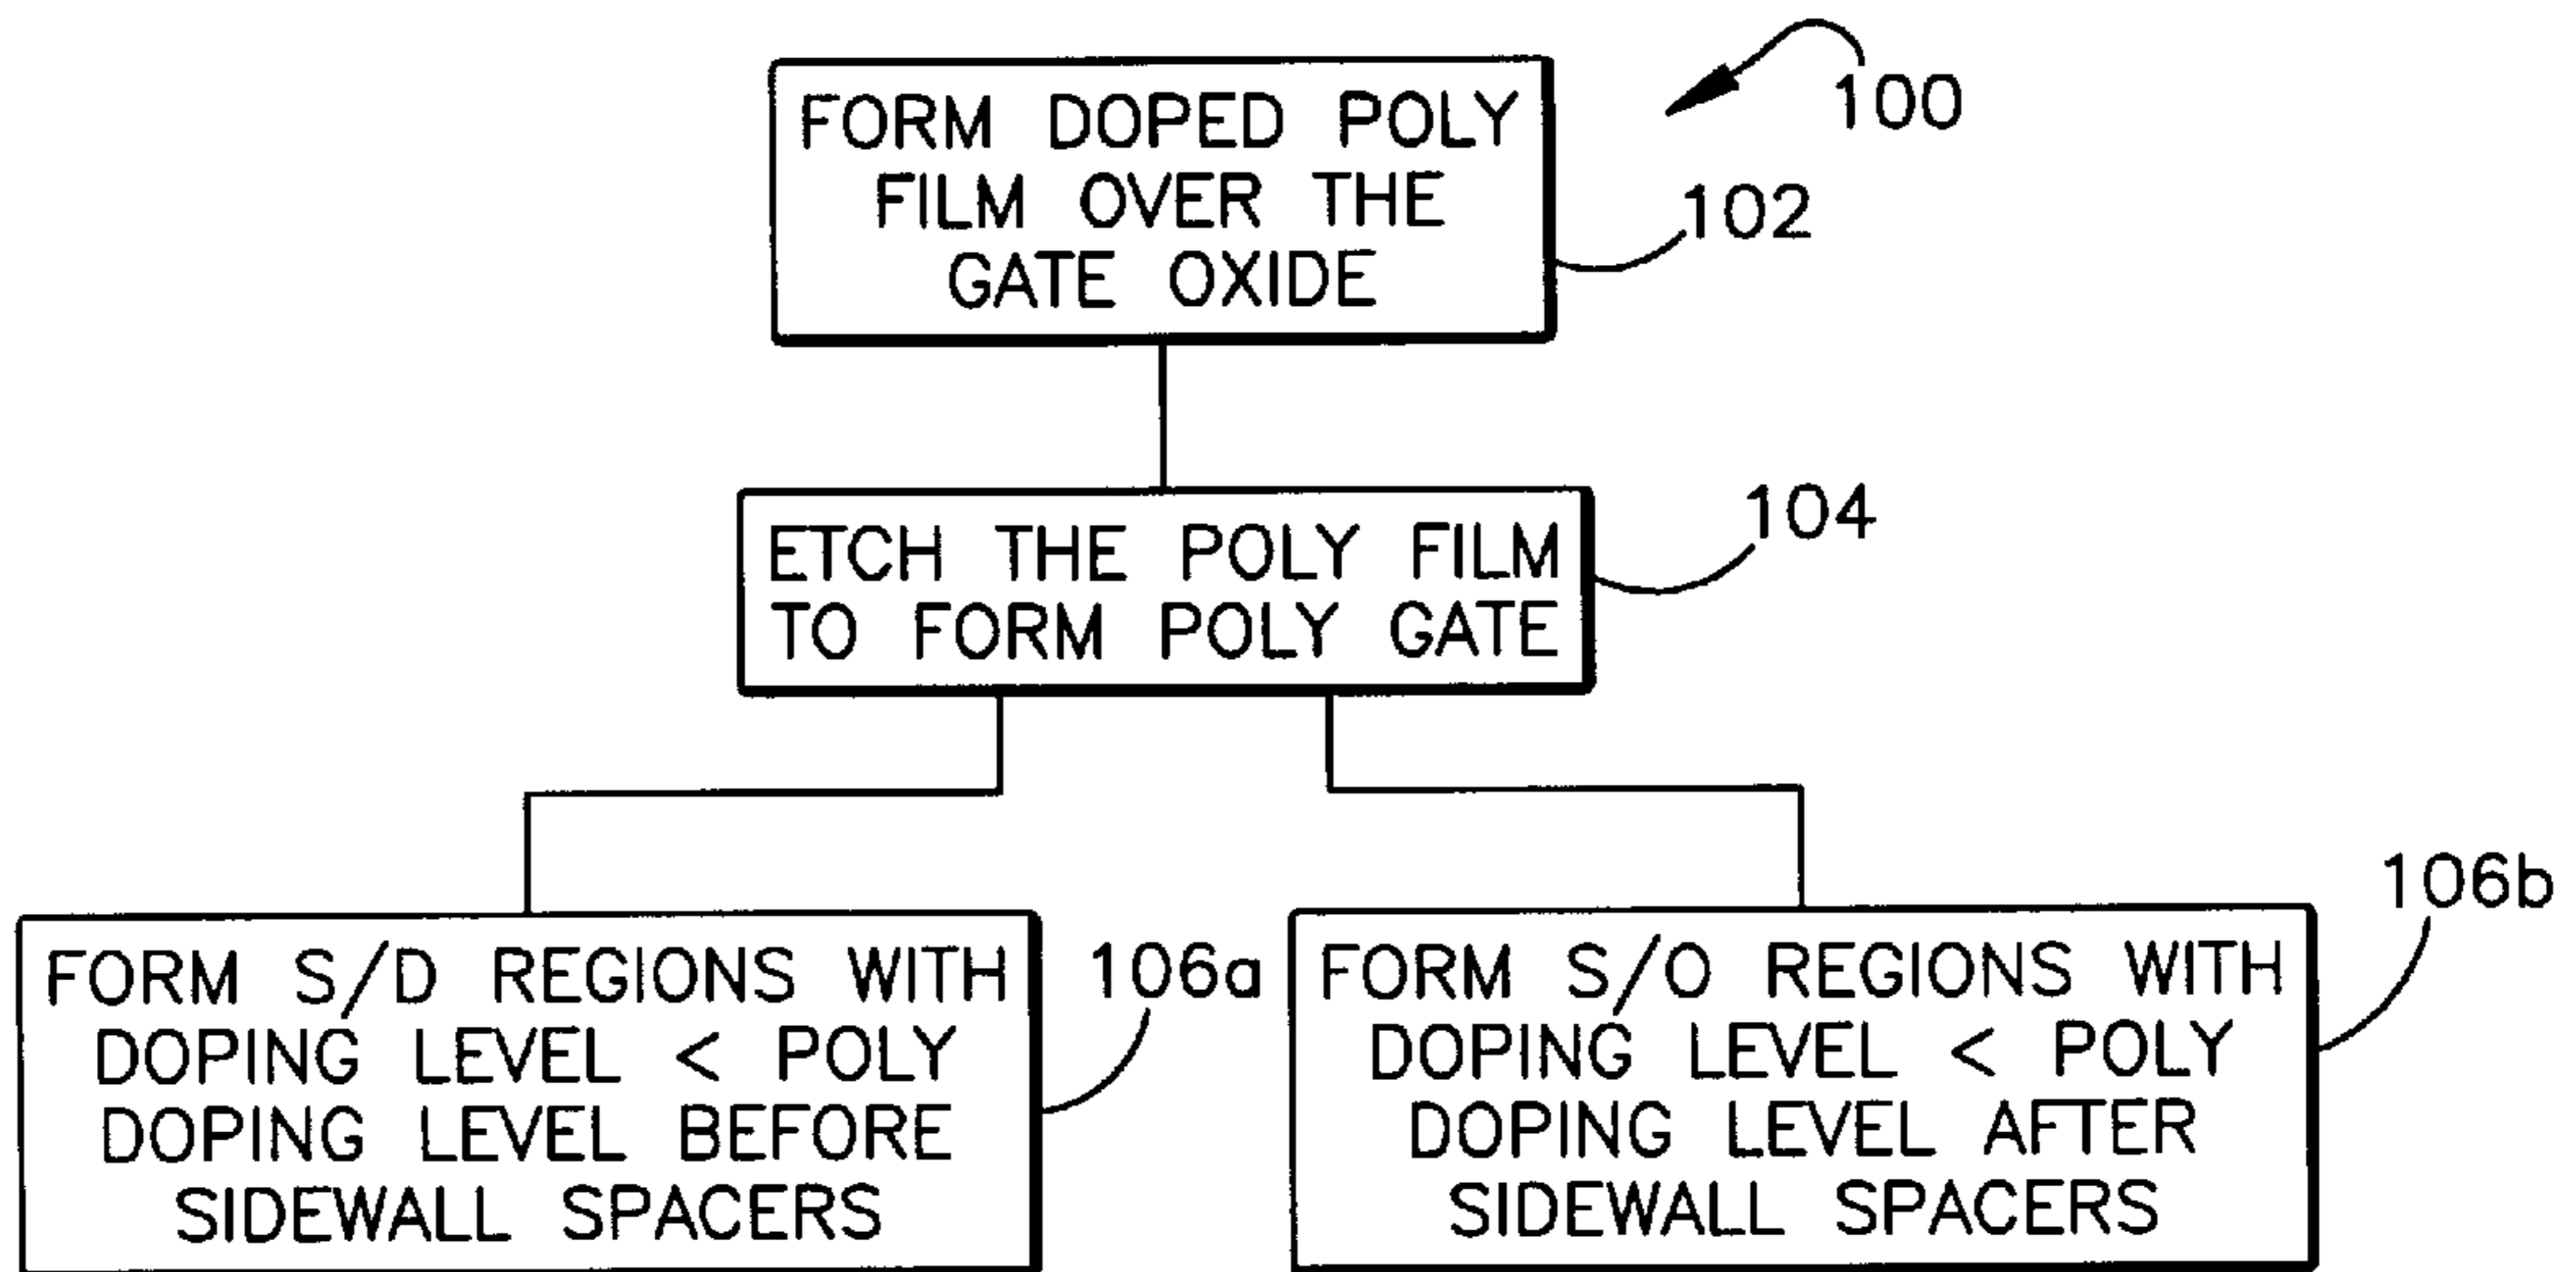 100
FORM DOPED POLY
FILM OVER THE
GATE OXIDE
102
ETCH THE POLY FILM
TO FORM POLY GATE
104
FORM S/D REGIONS WITH
DOPING LEVEL < POLY
DOPING LEVEL BEFORE
SIDEWALL SPACERS
106a
FORM S/O REGIONS WITH
DOPING LEVEL < POLY
DOPING LEVEL AFTER
SIDEWALL SPACERS
106b